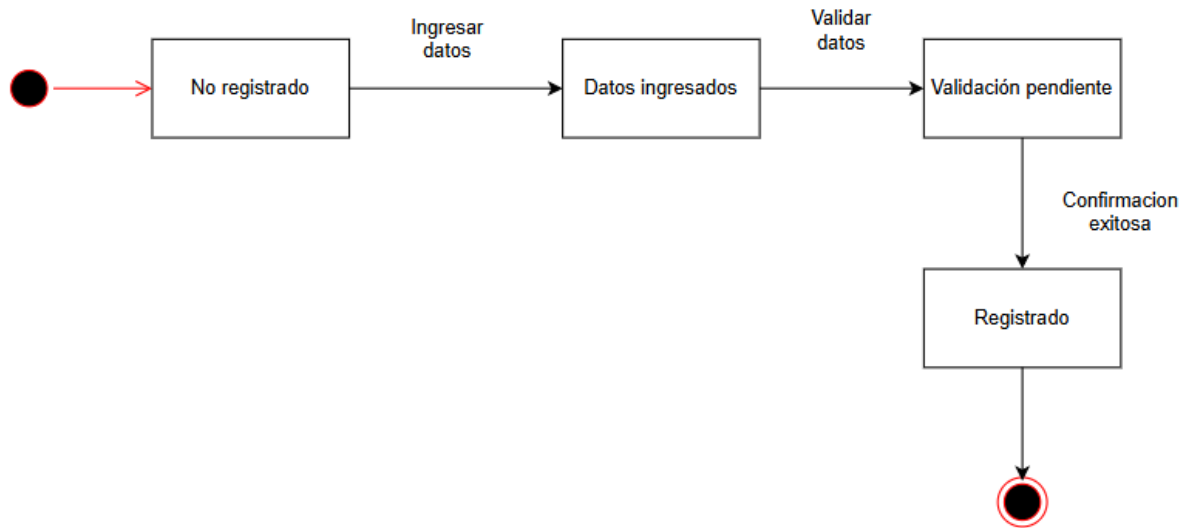 Ingresar
datos
Validar
datos
No registrado
Datos ingresados
Validación pendiente
Confirmacion
exitosa
Registrado